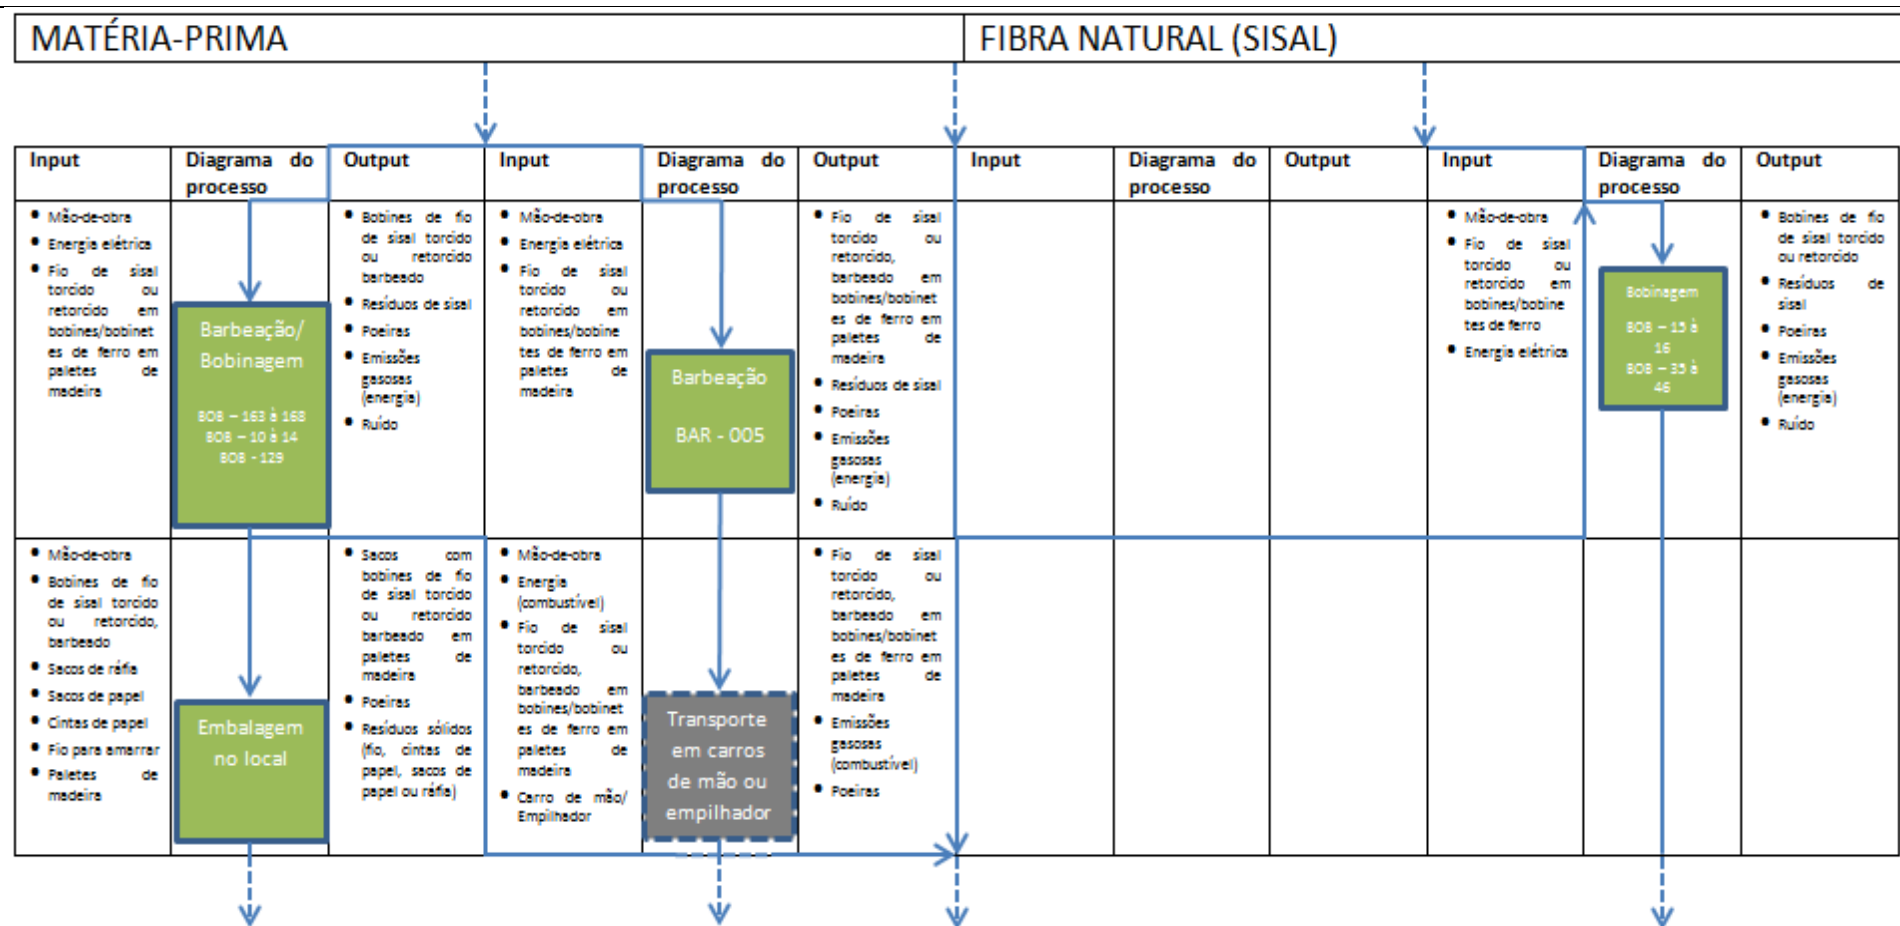 MATÉRIA-PRIMA
FIBRA NATURAL (SISAL)
Input
Diagrama do
processo
Output
Input
Diagrama do
processo
Output
Input
Diagrama do
processo
Output
Input
Diagrama do
processo
Output
• Mão-de-obra
• Energia elétrica
• Fio de sisal
torcido ou
retorcido em
bobines/bobinet
es de ferro em
paletes de
madeira
Barbeação/
Bobinagem
BOB – 163 à 168
BOB – 10 à 14
BOB - 129
• Bobines de fio
de sisal torcido
ou retorcido
barbeado
• Resíduos de sisal
• Poeiras
• Emissões
gasosas
(energia)
• Ruído
• Mão-de-obra
• Energia elétrica
• Fio de sisal
torcido ou
retorcido em
bobines/bobine
tes de ferro em
paletes de
madeira
Barbeação
BAR - 005
• Fio de sisal
torcido ou
retorcido,
barbeado em
bobines/bobinet
es de ferro em
paletes de
madeira
• Resíduos de sisal
• Poeiras
• Emissões
gasosas
(energia)
• Ruído
• Mão-de-obra
• Fio de sisal
torcido ou
retorcido em
bobines/bobine
tes de ferro
• Energia elétrica
Bobinagem
BOB – 15 à
16
BOB – 35 à
46
• Bobines de fio
de sisal torcido
ou retorcido
• Resíduos de
sisal
• Poeiras
• Emissões
gasosas
(energia)
• Ruído
• Mão-de-obra
• Bobines de fio
de sisal torcido
ou retorcido,
barbeado
• Sacos de ráfia
• Sacos de papel
• Cintas de papel
• Fio para amarrar
• Paletes de
madeira
Embalagem
no local
• Sacos com
bobines de fio
de sisal torcido
ou retorcido
barbeado em
paletes de
madeira
• Poeiras
• Resíduos sólidos
(fio, cintas de
papel, sacos de
papel ou ráfia)
• Mão-de-obra
• Energia
(combustível)
• Fio de sisal
torcido ou
retorcido,
barbeado em
bobines/bobinet
es de ferro em
paletes de
madeira
• Carro de mão/
Empilhador
Transporte
em carros
de mão ou
empilhador
• Fio de sisal
torcido ou
retorcido,
barbeado em
bobines/bobinet
es de ferro em
paletes de
madeira
• Emissões
gasosas
(combustível)
• Poeiras